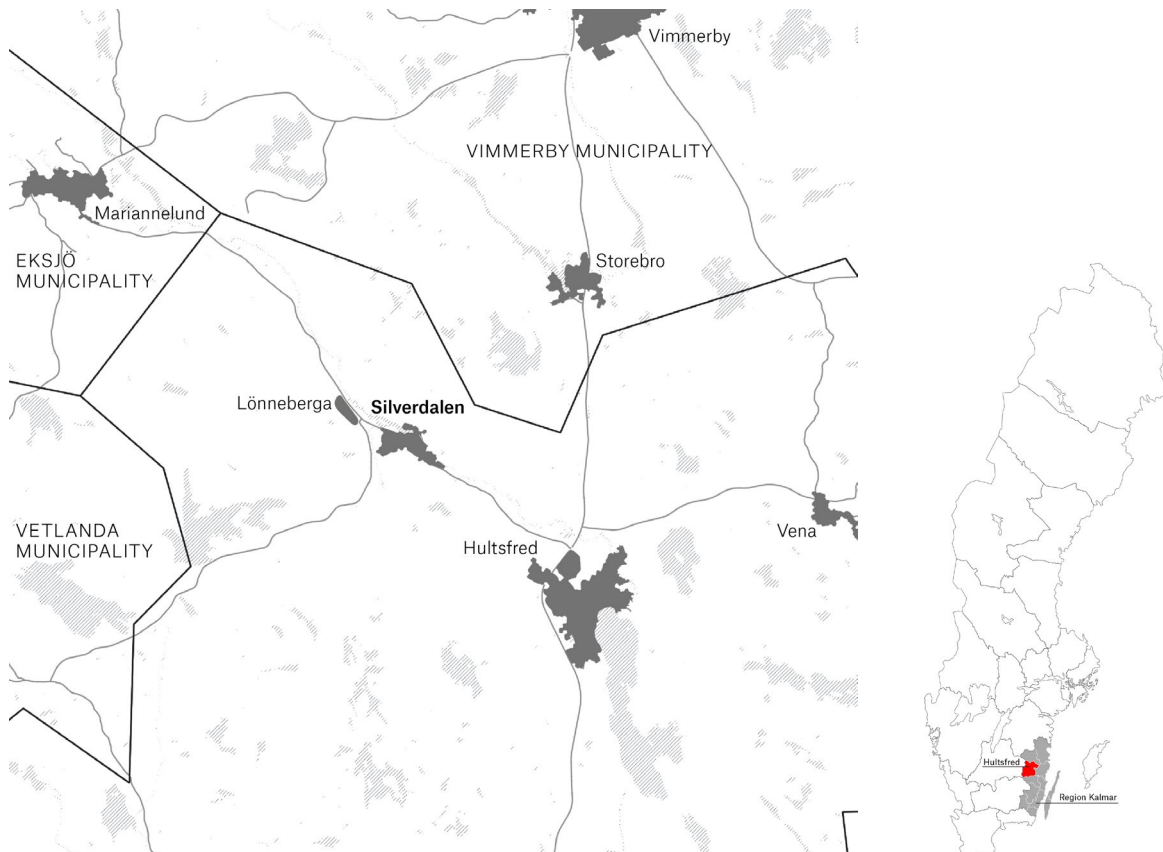 Vimmerby
VIMMERBY MUNICIPALITY
Mariannelund
EKSJÖ
MUNICIPALITY
Storebro
Lönneberga
Silverdalen
VETLANDA
MUNICIPALITY
Hultsfred
Vena
Hultsfred
Region Kalmar